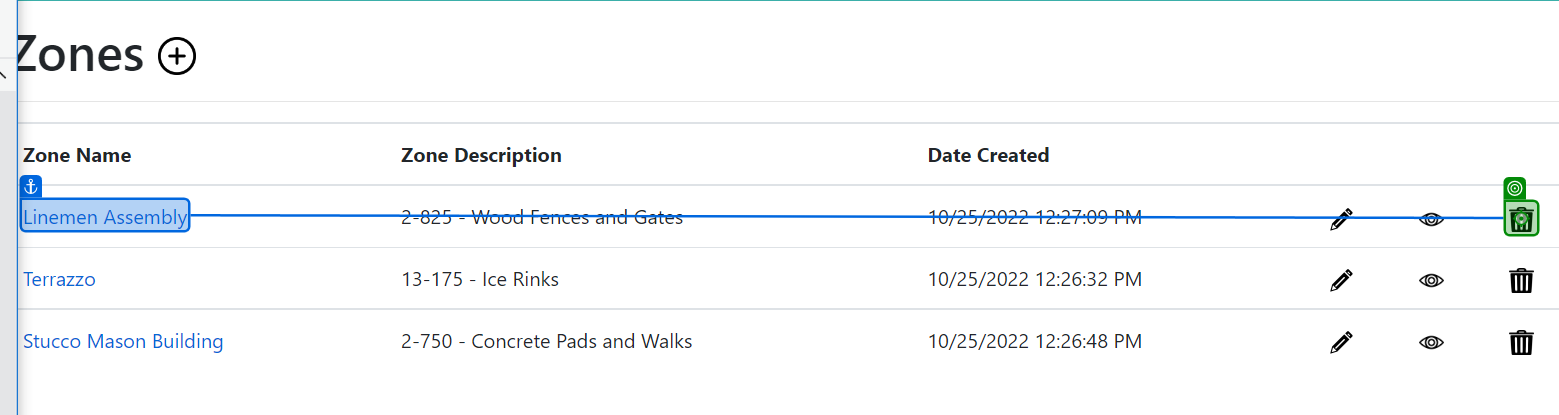 Zones
Zone Name Zone Description Date Created
Linemen Assembly 2-825 - Wood Fences and Gates 10/25/2022 12:27:09 PM
Terrazzo 13-175 - Ice Rinks 10/25/2022 12:26:32 PM
Stucco Mason Building 2-750 - Concrete Pads and Walks 10/25/2022 12:26:48 PM